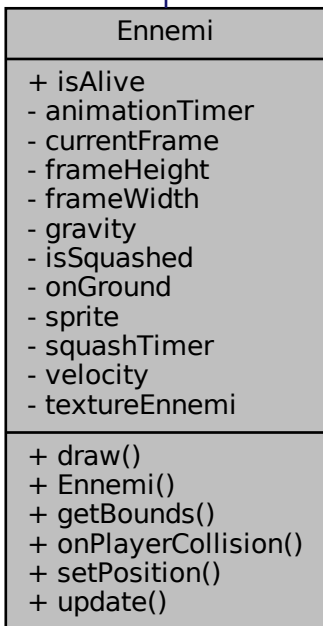 Ennemi
+ isAlive
- animationTimer
- currentFrame
- frameHeight
- frameWidth
- gravity
- isSquashed
- onGround
- sprite
- squashTimer
- velocity
- textureEnnemi
+ draw()
+ Ennemi()
+ getBounds()
+ onPlayerCollision()
+ setPosition()
+ update()